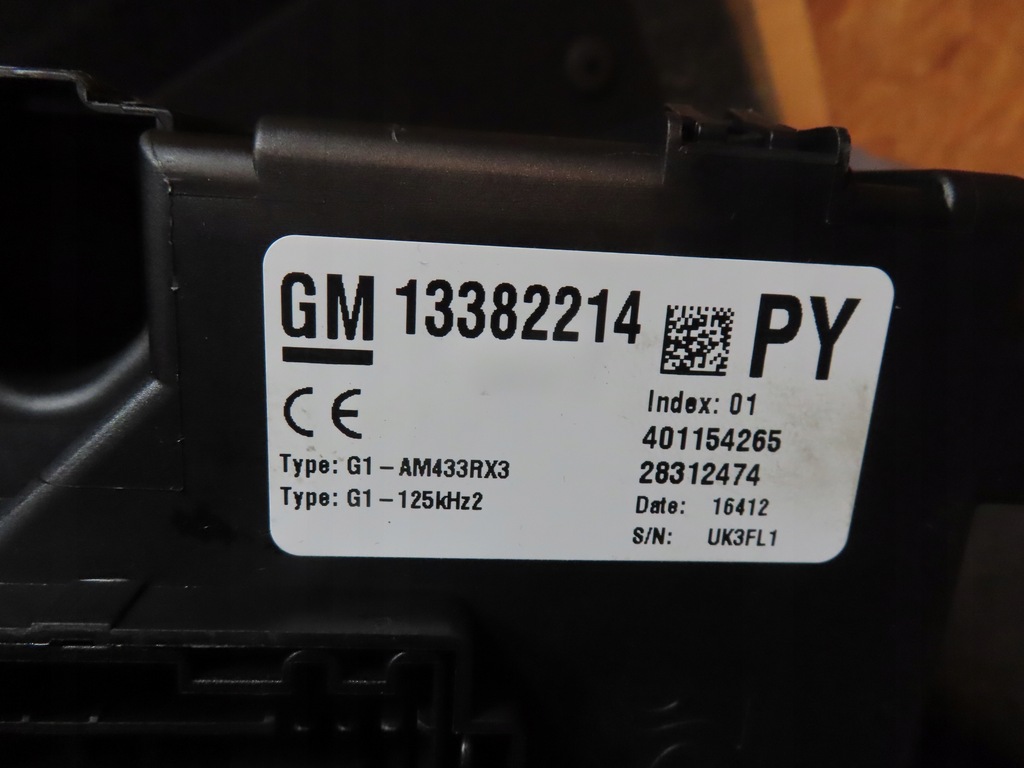 GM 13382214 PY
CE
Index: 01
401154265
Type: G1-AM433RX3
28312474
Type: G1-125kHz2
Date: 16412
S/N: UK3FL1